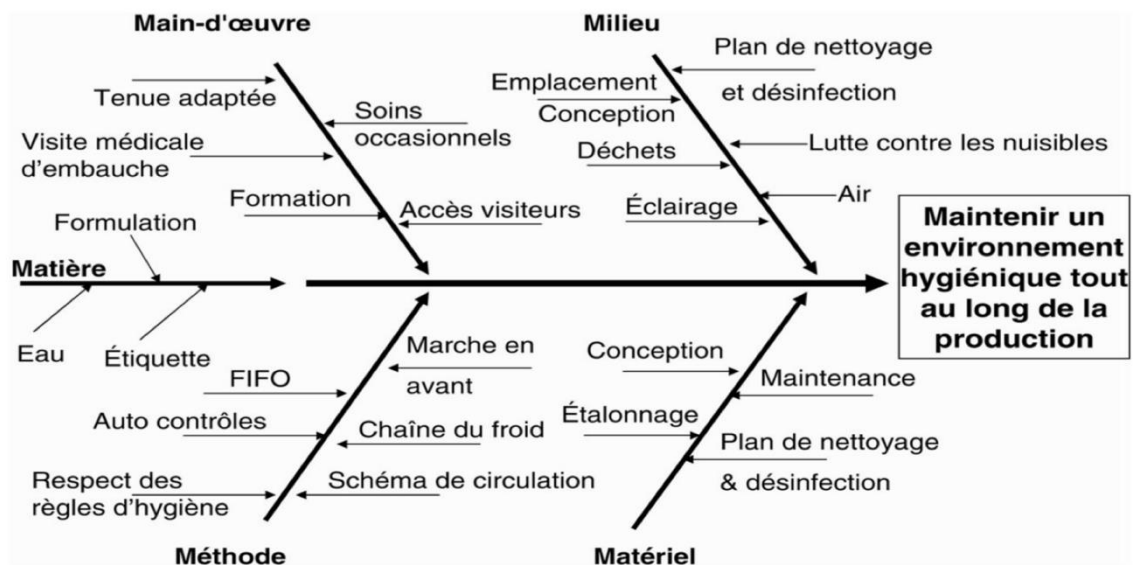 Main-d'œuvre
Tenue adaptée
Soins
occasionnels
Visite médicale
d'embauche
Formation
Accès visiteurs
Milieu
Plan de nettoyage
et désinfection
Emplacement
Conception
Lutte contre les nuisibles
Déchets
Air
Éclairage
Matière
Formulation
Eau
Étiquette
Maintenir un
environnement
hygiénique tout
au long de la
production
Marche en
avant
FIFO
Auto contrôles
Chaîne du froid
Respect des
règles d'hygiène
Schéma de circulation
Méthode
Conception
Maintenance
Étalonnage
Plan de nettoyage
& désinfection
Matériel